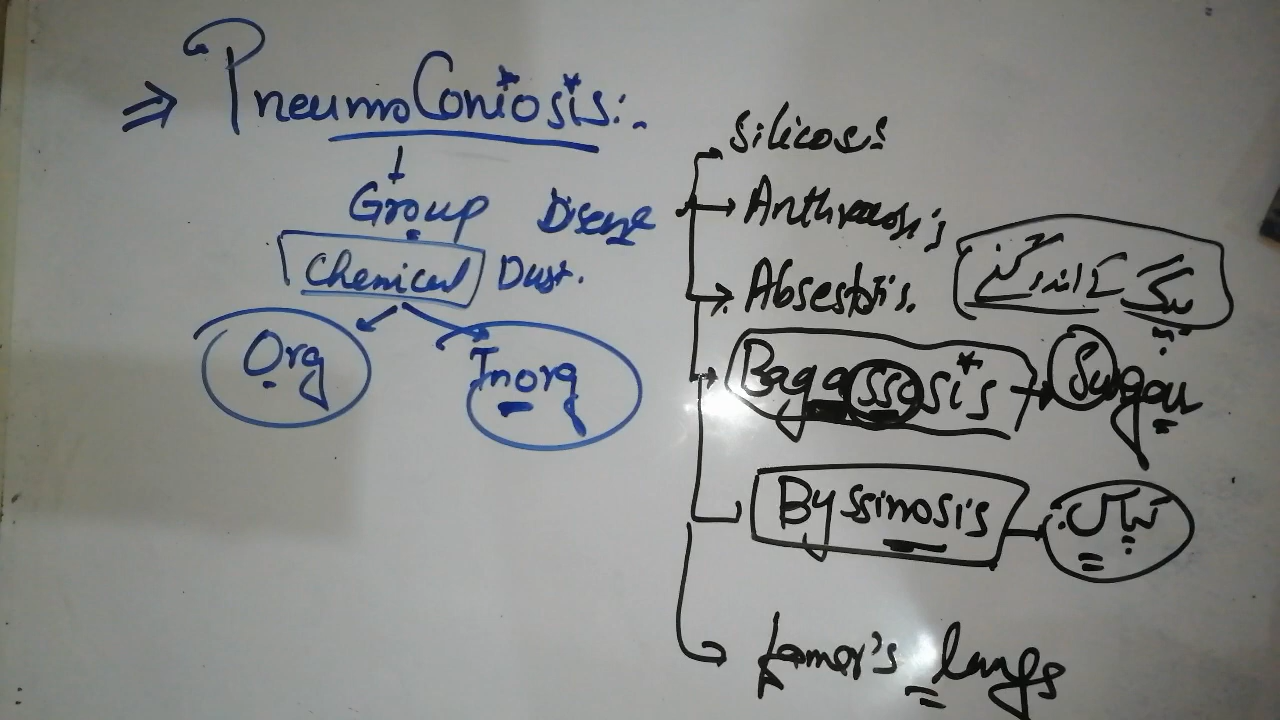 ⇒ PneumoConiosis:-
Group Disease
Chemical Dust.
Org
Inorg
Silicosis
Anthracosis
Absestosis.
Bagassosis → Sugar
Byssinosis - کپاس
farmer's lungs